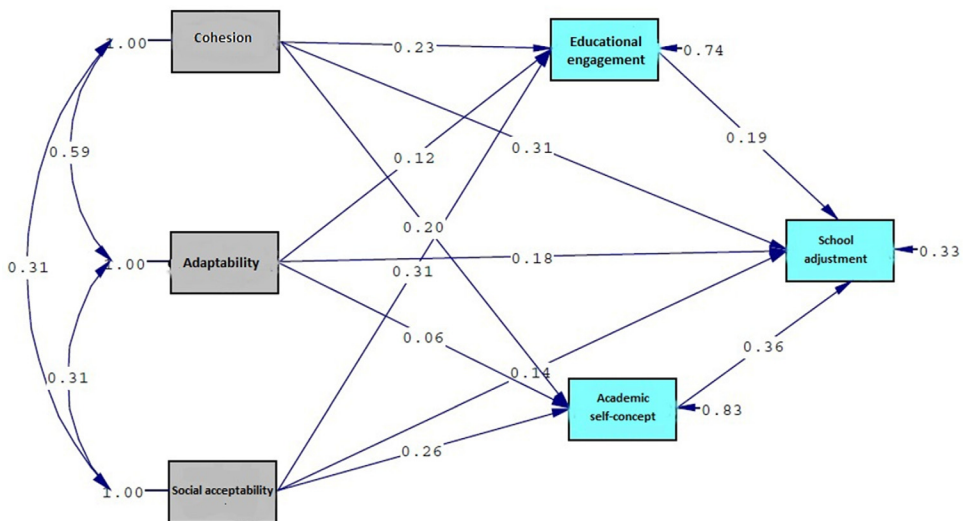 1.00
Cohesion
0.23
Educational
engagement
0.74
0.59
0.12
0.31
0.19
0.20
0.31
1.00
Adaptability
0.31
0.18
School
adjustment
0.33
0.06
0.31
0.14
0.36
Academic
self-concept
0.83
0.26
1.00
Social acceptability